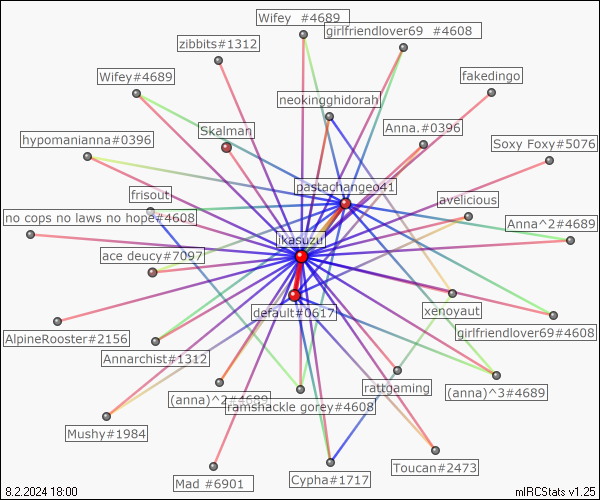 Wifey  #4689
girlfriendlover69  #4608
zibbits#1312
Wifey#4689
fakedingo
neokingghidorah
Skalman
Anna.#0396
hypomanianna#0396
Soxy Foxy#5076
pastachangeo41
frisout
avelicious
no cops no laws no hope#4608
Anna^2#4689
ikasuzu
ace deucy#7097
default#0617
xenoyaut
AlpineRooster#2156
girlfriendlover69#4608
Annarchist#1312
rattgaming
(anna)^3#4689
(anna)^2#4689
ramshackle gorey#4608
Mushy#1984
Toucan#2473
Mad #6901
Cypha#1717
8.2.2024 18:00
mIRCStats v1.25